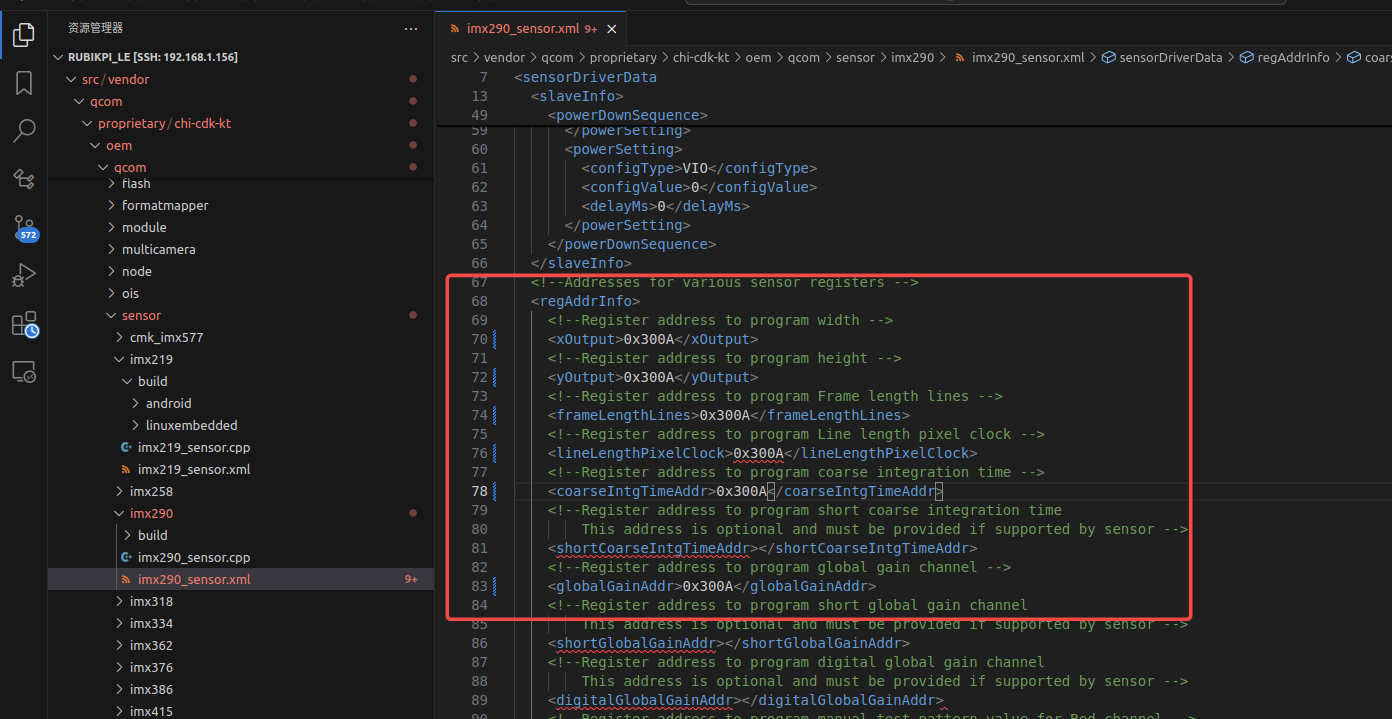 资源管理器
...
RUBIKPI_LE [SSH: 192.168.1.156]
src/vendor
qcom
proprietary/chi-cdk-kt
oem
qcom
flash
formatmapper
module
multicamera
node
ois
sensor
cmk_imx577
imx219
build
android
linuxembedded
imx219_sensor.cpp
imx219_sensor.xml
imx258
imx290
build
imx290_sensor.cpp
imx290_sensor.xml 9+
imx318
imx334
imx362
imx376
imx386
imx415
572
imx290_sensor.xml 9+
src > vendor > qcom > proprietary > chi-cdk-kt > oem > qcom > sensor > imx290 > imx290_sensor.xml > sensorDriverData > regAddrInfo > coars
7 <sensorDriverData
13 <slaveInfo>
49 <powerDownSequence>
59 </powerSetting>
60 <powerSetting>
61 <configType>VIO</configType>
62 <configValue>0</configValue>
63 <delayMs>0</delayMs>
64 </powerSetting>
65 </powerDownSequence>
66 </slaveInfo>
67 <!--Addresses for various sensor registers -->
68 <regAddrInfo>
69 <!--Register address to program width -->
70 <xOutput>0x300A</xOutput>
71 <!--Register address to program height -->
72 <yOutput>0x300A</yOutput>
73 <!--Register address to program Frame length lines -->
74 <frameLengthLines>0x300A</frameLengthLines>
75 <!--Register address to program Line length pixel clock -->
76 <lineLengthPixelClock>0x300A</lineLengthPixelClock>
77 <!--Register address to program coarse integration time -->
78 <coarseIntgTimeAddr>0x300A</coarseIntgTimeAddr>
79 <!--Register address to program short coarse integration time
80 This address is optional and must be provided if supported by sensor -->
81 <shortCoarseIntgTimeAddr></shortCoarseIntgTimeAddr>
82 <!--Register address to program global gain channel -->
83 <globalGainAddr>0x300A</globalGainAddr>
84 <!--Register address to program short global gain channel
85 This address is optional and must be provided if supported by sensor -->
86 <shortGlobalGainAddr></shortGlobalGainAddr>
87 <!--Register address to program digital global gain channel
88 This address is optional and must be provided if supported by sensor -->
89 <digitalGlobalGainAddr></digitalGlobalGainAddr>
90 <!--Register address to program manual test pattern value for Red channel -->